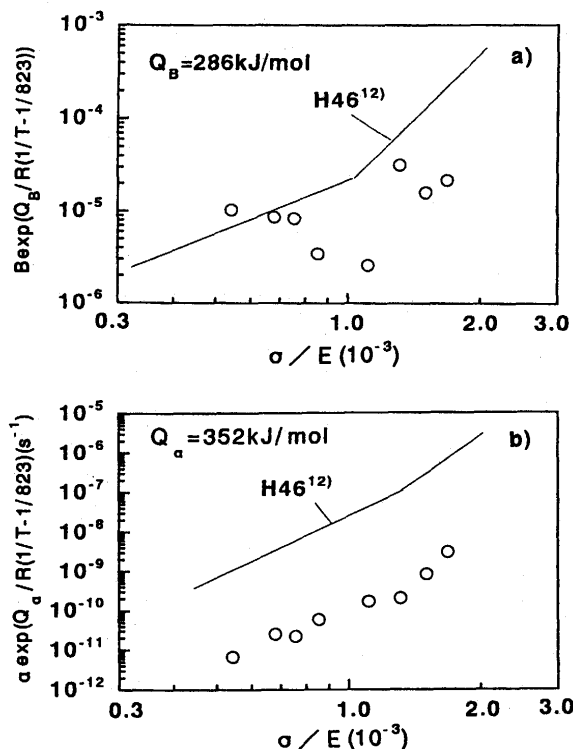 10⁻³
Q_B=286kJ/mol
a)
H46¹²⁾
10⁻⁴
10⁻⁵
10⁻⁶
Bexp(Q_B/R(1/T-1/823))
0.3
1.0
2.0
3.0
σ/E(10⁻³)
10⁻⁵
Q_α=352kJ/mol
b)
10⁻⁶
H46¹²⁾
10⁻⁷
10⁻⁸
10⁻⁹
10⁻¹⁰
10⁻¹¹
10⁻¹²
αexp(Q_α/R(1/T-1/823)(s⁻¹)
0.3
1.0
2.0
3.0
σ/E(10⁻³)